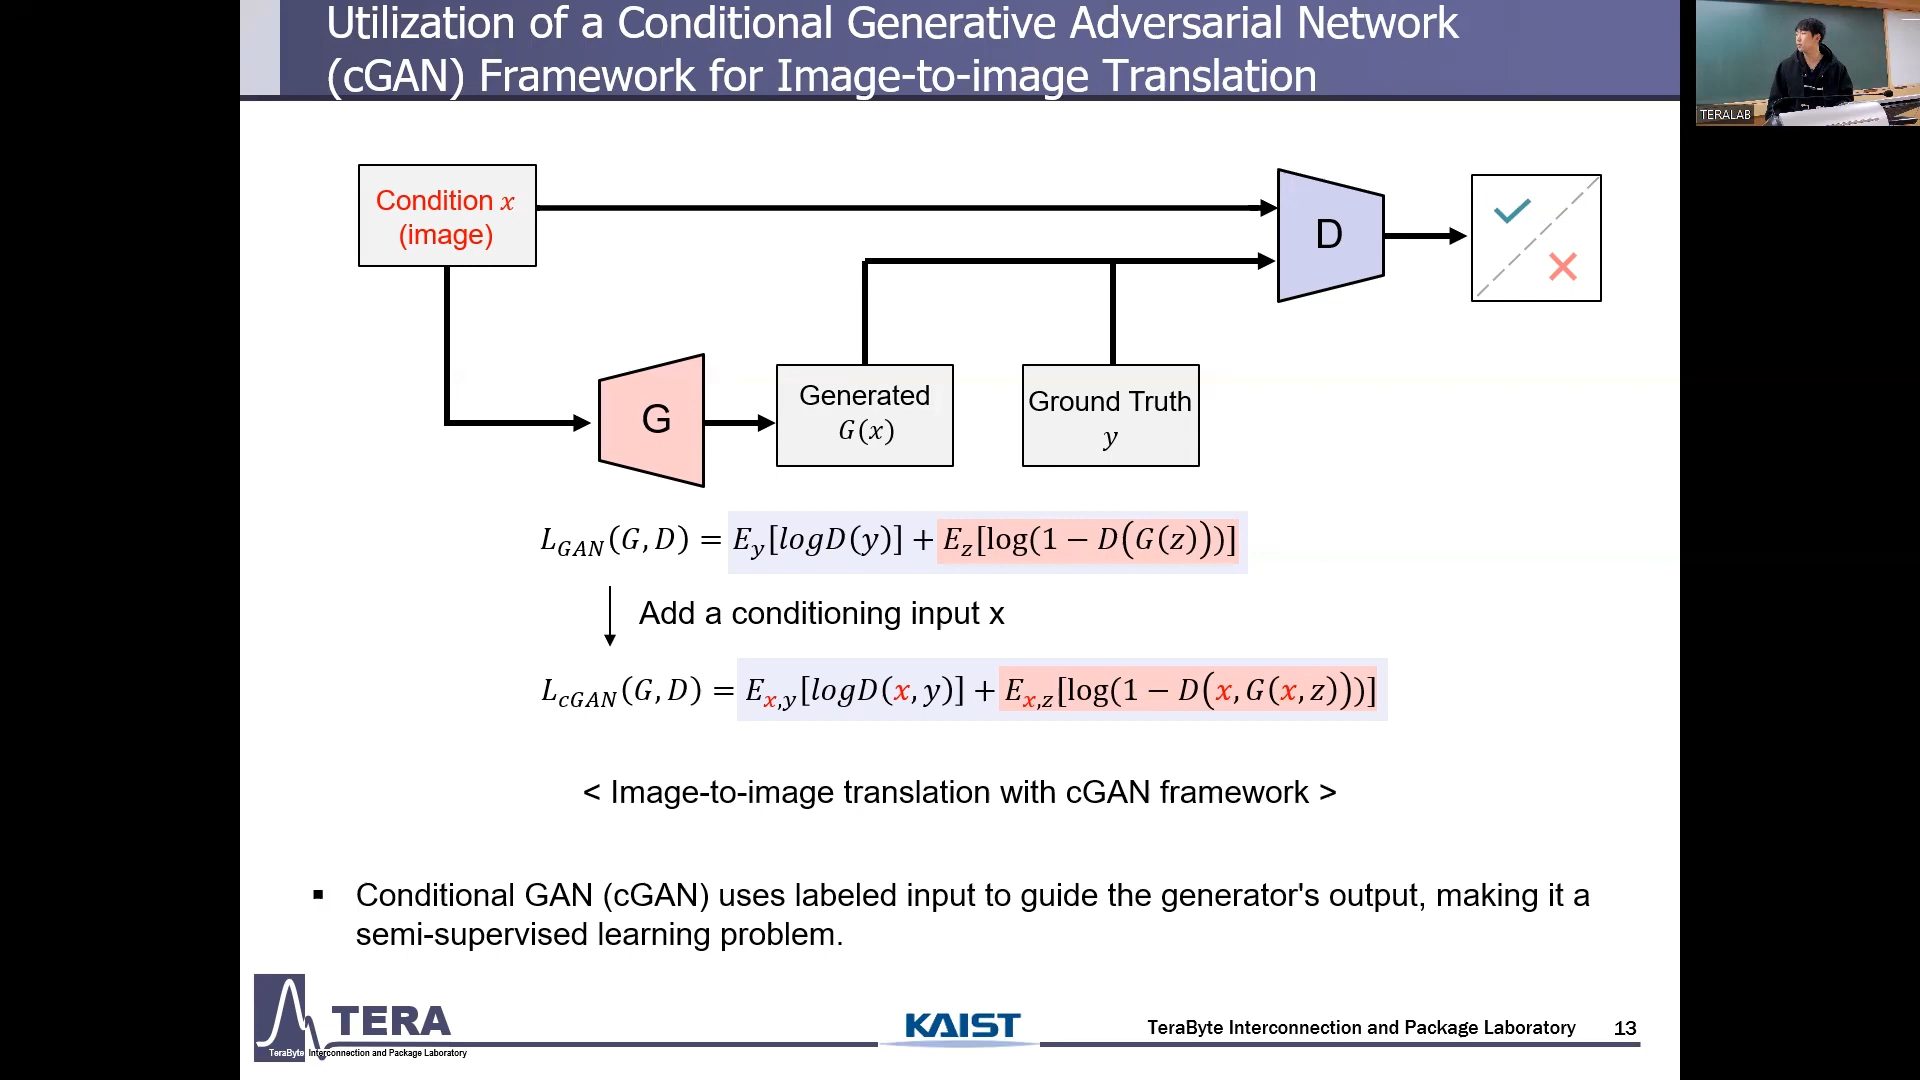 Utilization of a Conditional Generative Adversarial Network
(cGAN) Framework for Image-to-image Translation
TERALAB
Condition x
(image)
D
G
Generated
G(x)
Ground Truth
y
L_GAN(G, D) = E_y[logD(y)] + E_z[log(1 − D(G(z)))]
Add a conditioning input x
L_cGAN(G, D) = E_x,y[logD(x, y)] + E_x,z[log(1 − D(x, G(x, z)))]
< Image-to-image translation with cGAN framework >
▪ Conditional GAN (cGAN) uses labeled input to guide the generator's output, making it a
semi-supervised learning problem.
TERA
TeraByte Interconnection and Package Laboratory
KAIST
TeraByte Interconnection and Package Laboratory 13